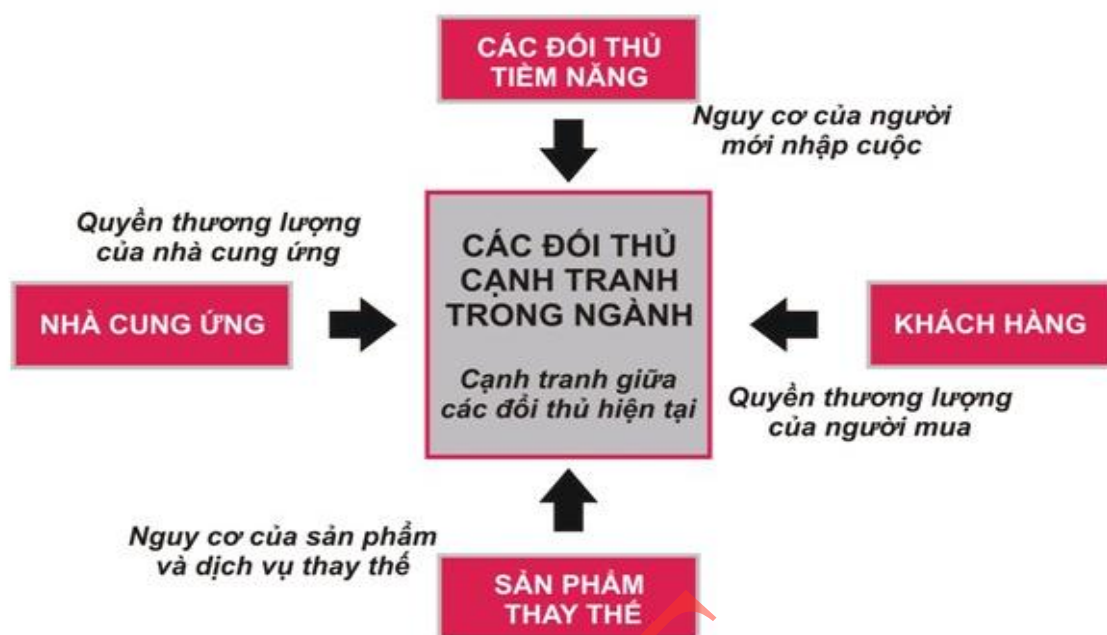 CÁC ĐỐI THỦ
TIỀM NĂNG
Nguy cơ của người
mới nhập cuộc
Quyền thương lượng
của nhà cung ứng
NHÀ CUNG ỨNG
CÁC ĐỐI THỦ
CẠNH TRANH
TRONG NGÀNH
Cạnh tranh giữa
các đối thủ hiện tại
KHÁCH HÀNG
Quyền thương lượng
của người mua
Nguy cơ của sản phẩm
và dịch vụ thay thế
SẢN PHẨM
THAY THẾ